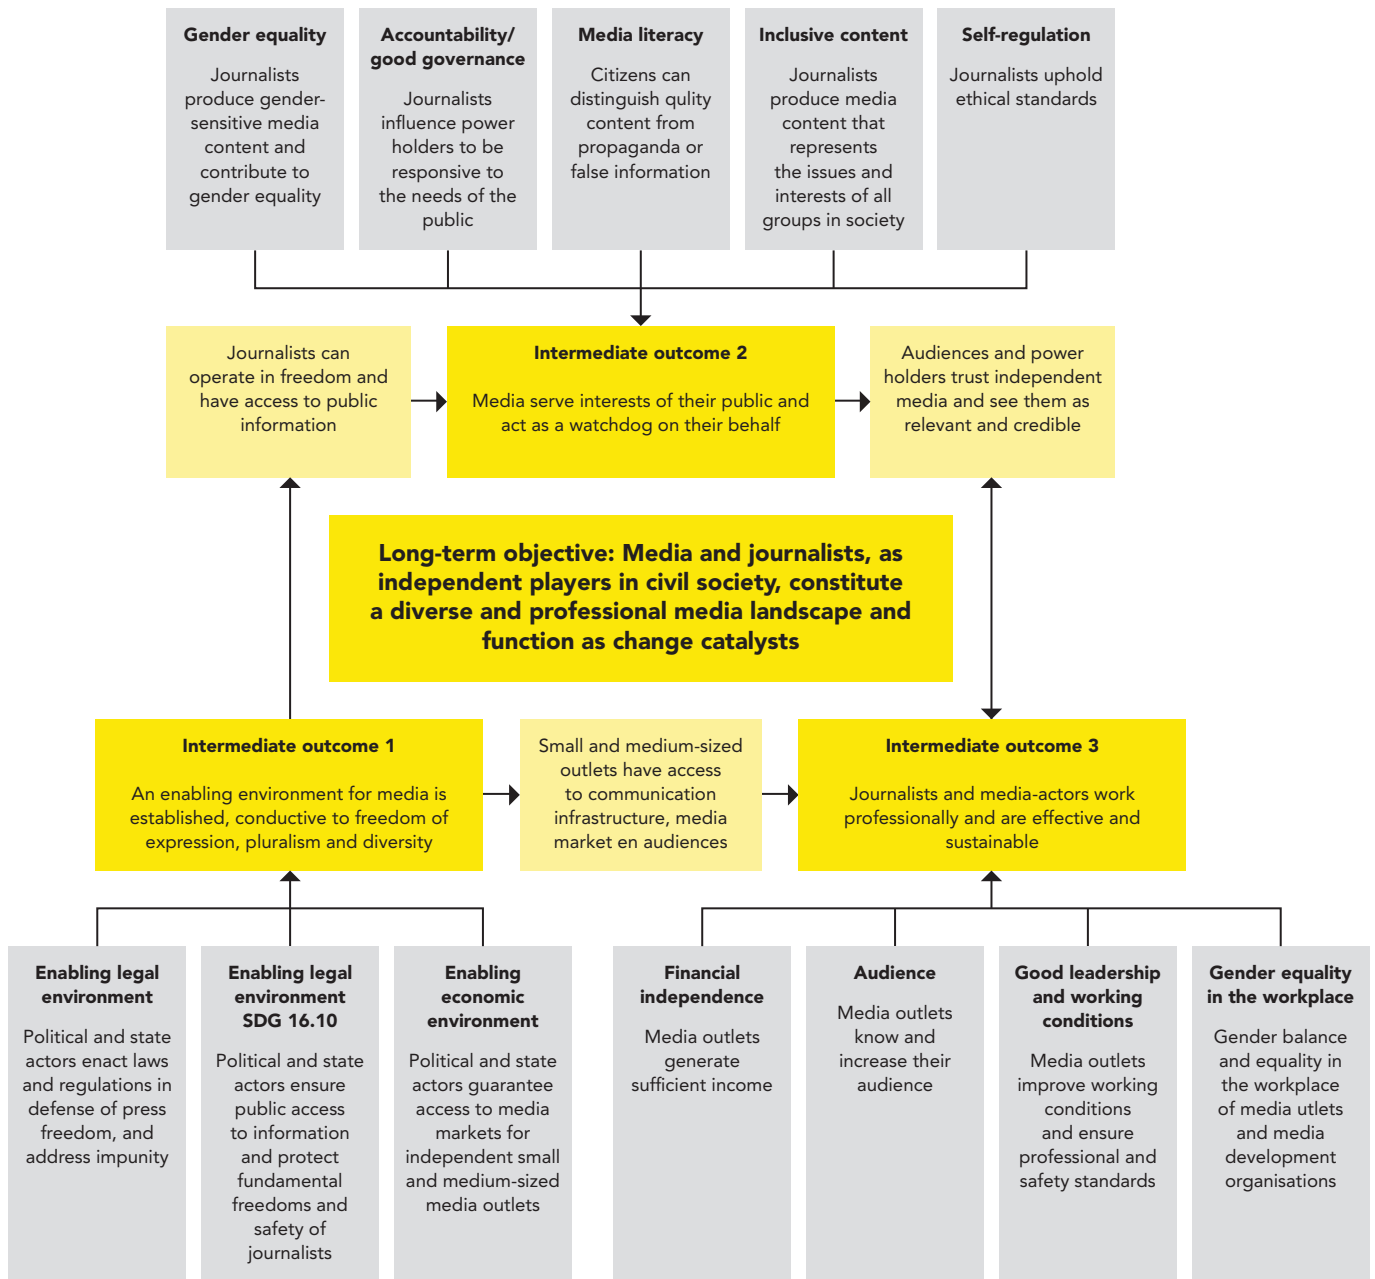 Gender equality
Journalists
produce gender-
sensitive media
content and
contribute to
gender equality
Accountability/
good governance
Journalists
influence power
holders to be
responsive to
the needs of the
public
Media literacy
Citizens can
distinguish qulity
content from
propaganda or
false information
Inclusive content
Journalists
produce media
content that
represents
the issues and
interests of all
groups in society
Self-regulation
Journalists uphold
ethical standards
Journalists can
operate in freedom and
have access to public
information
Intermediate outcome 2
Media serve interests of their public and
act as a watchdog on their behalf
Audiences and power
holders trust independent
media and see them as
relevant and credible
Long-term objective: Media and journalists, as
independent players in civil society, constitute
a diverse and professional media landscape and
function as change catalysts
Intermediate outcome 1
An enabling environment for media is
established, conductive to freedom of
expression, pluralism and diversity
Small and medium-sized
outlets have access
to communication
infrastructure, media
market en audiences
Intermediate outcome 3
Journalists and media-actors work
professionally and are effective and
sustainable
Enabling legal
environment
Political and state
actors enact laws
and regulations in
defense of press
freedom, and
address impunity
Enabling legal
environment
SDG 16.10
Political and state
actors ensure
public access
to information
and protect
fundamental
freedoms and
safety of
journalists
Enabling
economic
environment
Political and state
actors guarantee
access to media
markets for
independent small
and medium-sized
media outlets
Financial
independence
Media outlets
generate
sufficient income
Audience
Media outlets
know and
increase their
audience
Good leadership
and working
conditions
Media outlets
improve working
conditions
and ensure
professional and
safety standards
Gender equality
in the workplace
Gender balance
and equality in
the workplace
of media utlets
and media
development
organisations